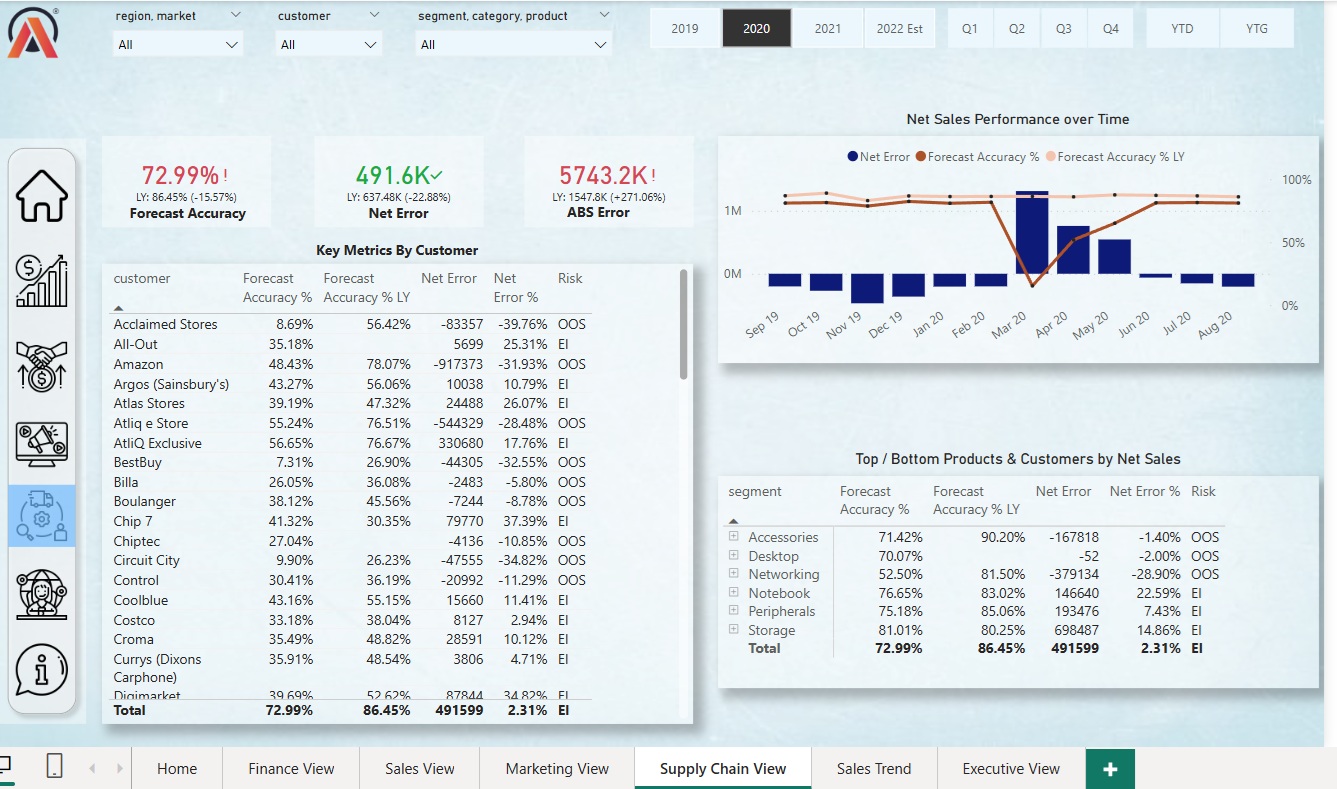 region, market customer segment, category, product
All All All
2019 2020 2021 2022 Est Q1 Q2 Q3 Q4 YTD YTG
72.99%!
LY: 86.45% (-15.57%)
Forecast Accuracy
491.6K✓
LY: 637.48K (-22.88%)
Net Error
5743.2K!
LY: 1547.8K (+271.06%)
ABS Error
Net Sales Performance over Time
Net Error Forecast Accuracy % Forecast Accuracy % LY
100%
1M
50%
0M
0%
Sep 19 Oct 19 Nov 19 Dec 19 Jan 20 Feb 20 Mar 20 Apr 20 May 20 Jun 20 Jul 20 Aug 20
Key Metrics By Customer
customer Forecast Accuracy % Forecast Accuracy % LY Net Error Net Error % Risk
Acclaimed Stores 8.69% 56.42% -83357 -39.76% OOS
All-Out 35.18% 5699 25.31% EI
Amazon 48.43% 78.07% -917373 -31.93% OOS
Argos (Sainsbury's) 43.27% 56.06% 10038 10.79% EI
Atlas Stores 39.19% 47.32% 24488 26.07% EI
Atliq e Store 55.24% 76.51% -544329 -28.48% OOS
AtliQ Exclusive 56.65% 76.67% 330680 17.76% EI
BestBuy 7.31% 26.90% -44305 -32.55% OOS
Billa 26.05% 36.08% -2483 -5.80% OOS
Boulanger 38.12% 45.56% -7244 -8.78% OOS
Chip 7 41.32% 30.35% 79770 37.39% EI
Chiptec 27.04% -4136 -10.85% OOS
Circuit City 9.90% 26.23% -47555 -34.82% OOS
Control 30.41% 36.19% -20992 -11.29% OOS
Coolblue 43.16% 55.15% 15660 11.41% EI
Costco 33.18% 38.04% 8127 2.94% EI
Croma 35.49% 48.82% 28591 10.12% EI
Currys (Dixons Carphone) 35.91% 48.54% 3806 4.71% EI
Digimarket 39.69% 52.62% 87844 34.82% EI
Total 72.99% 86.45% 491599 2.31% EI
Top / Bottom Products & Customers by Net Sales
segment Forecast Accuracy % Forecast Accuracy % LY Net Error Net Error % Risk
Accessories 71.42% 90.20% -167818 -1.40% OOS
Desktop 70.07% -52 -2.00% OOS
Networking 52.50% 81.50% -379134 -28.90% OOS
Notebook 76.65% 83.02% 146640 22.59% EI
Peripherals 75.18% 85.06% 193476 7.43% EI
Storage 81.01% 80.25% 698487 14.86% EI
Total 72.99% 86.45% 491599 2.31% EI
Home Finance View Sales View Marketing View Supply Chain View Sales Trend Executive View